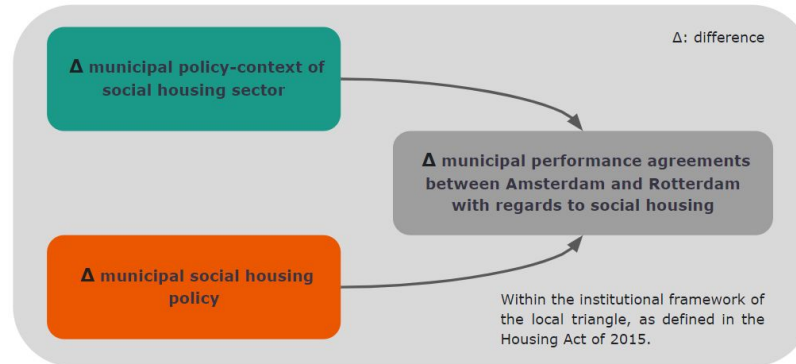 Δ: difference
Δ municipal policy-context of
social housing sector
Δ municipal performance agreements
between Amsterdam and Rotterdam
with regards to social housing
Δ municipal social housing
policy
Within the institutional framework of
the local triangle, as defined in the
Housing Act of 2015.